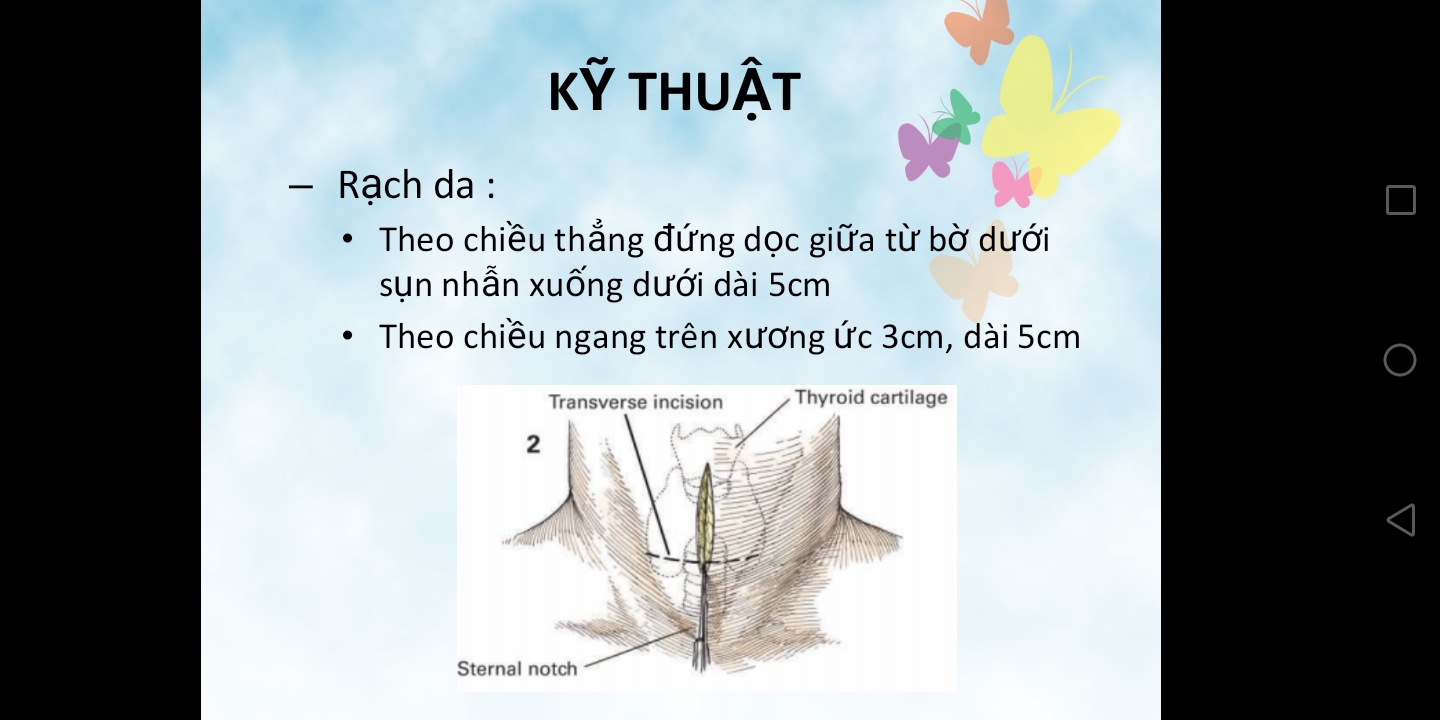 KỸ THUẬT
– Rạch da :
• Theo chiều thẳng đứng dọc giữa từ bờ dưới
sụn nhẫn xuống dưới dài 5cm
• Theo chiều ngang trên xương ức 3cm, dài 5cm
Transverse incision
Thyroid cartilage
2
Sternal notch